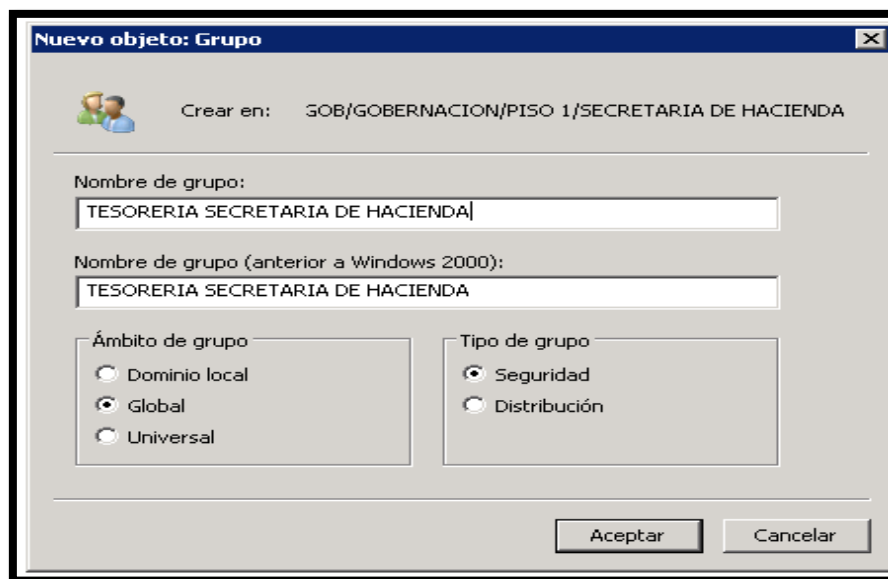 Nuevo objeto: Grupo
Crear en: GOB/GOBERNACION/PISO 1/SECRETARIA DE HACIENDA
Nombre de grupo:
TESORERIA SECRETARIA DE HACIENDA
Nombre de grupo (anterior a Windows 2000):
TESORERIA SECRETARIA DE HACIENDA
Ámbito de grupo
Dominio local
Global
Universal
Tipo de grupo
Seguridad
Distribución
Aceptar
Cancelar